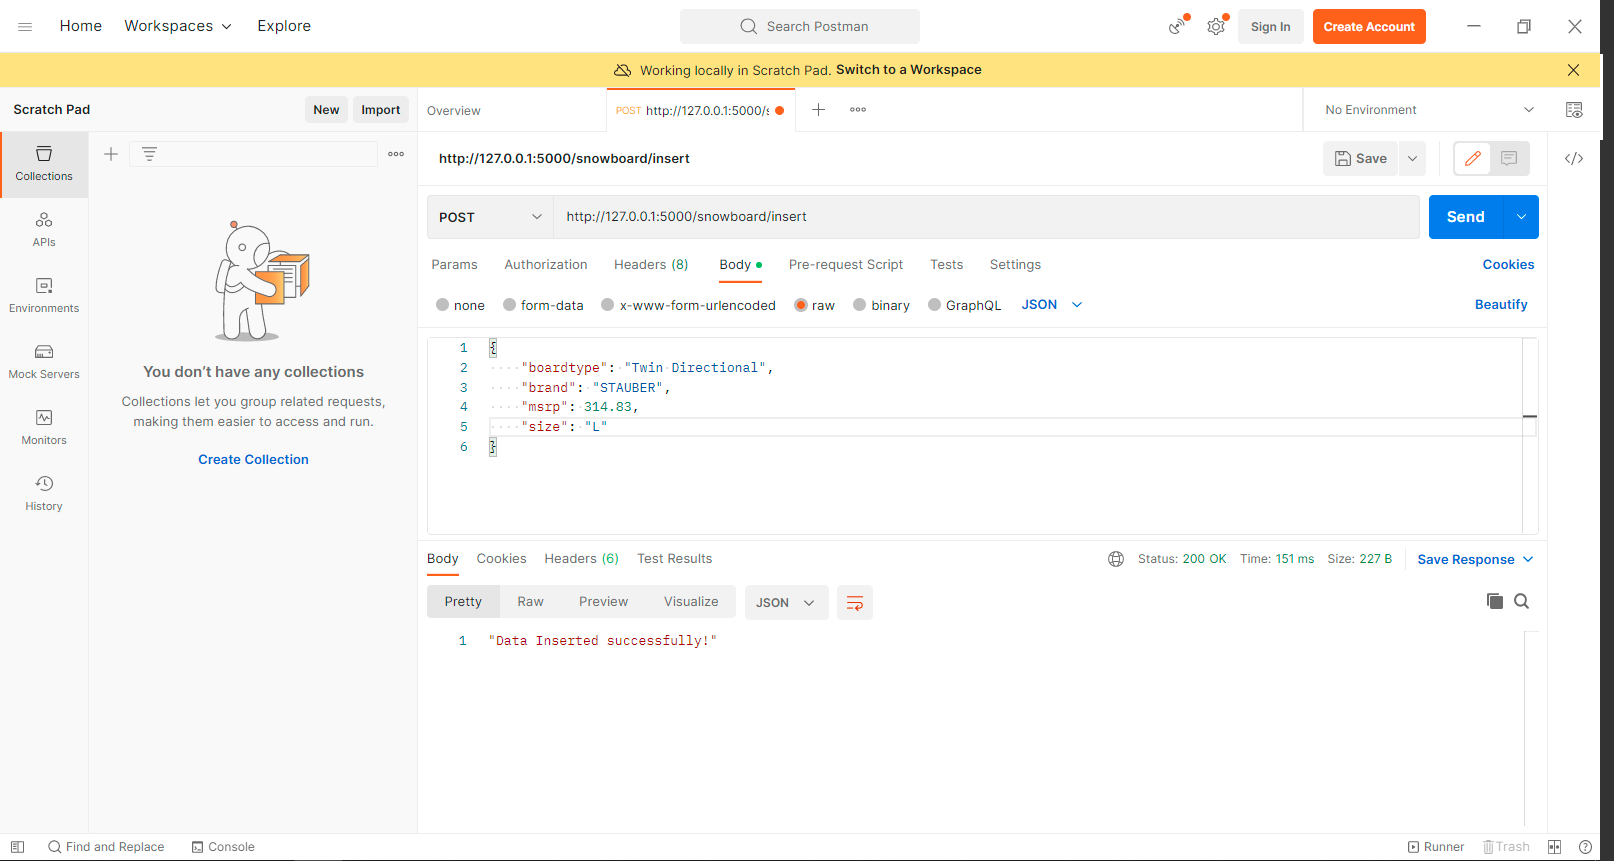 Home Workspaces Explore Search Postman Sign In Create Account
Working locally in Scratch Pad. Switch to a Workspace
Scratch Pad New Import Overview POST http://127.0.0.1:5000/s No Environment
Collections
APIs
Environments
Mock Servers
Monitors
History
You don't have any collections
Collections let you group related requests,
making them easier to access and run.
Create Collection
http://127.0.0.1:5000/snowboard/insert Save
POST http://127.0.0.1:5000/snowboard/insert Send
Params Authorization Headers (8) Body Pre-request Script Tests Settings Cookies
none form-data x-www-form-urlencoded raw binary GraphQL JSON Beautify
1 {
2 "boardtype": "Twin Directional",
3 "brand": "STAUBER",
4 "msrp": 314.83,
5 "size": "L"
6 }
Body Cookies Headers (6) Test Results Status: 200 OK Time: 151 ms Size: 227 B Save Response
Pretty Raw Preview Visualize JSON
1 "Data Inserted successfully!"
Find and Replace Console Runner Trash